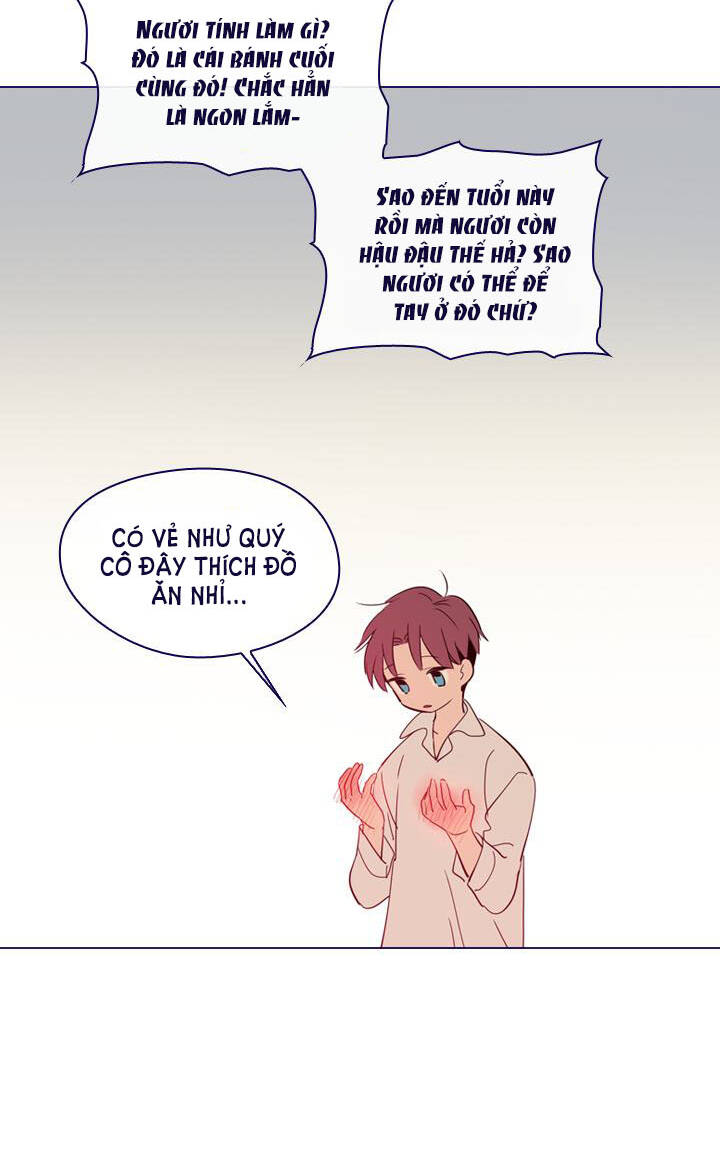 NGƯƠI TÍNH LÀM GÌ?
ĐÓ LÀ CÁI BÁNH CUỐI
CÙNG ĐÓ! CHẮC HẲN
LÀ NGON LẮM-
SAO ĐẾN TUỔI NÀY
RỒI MÀ NGƯƠI CÒN
HẬU ĐẬU THẾ HẢ? SAO
NGƯƠI CÓ THỂ ĐỂ
TAY Ở ĐÓ CHỨ?
CÓ VẺ NHƯ QUÝ
CÔ ĐÂY THÍCH ĐỒ
ĂN NHỈ...